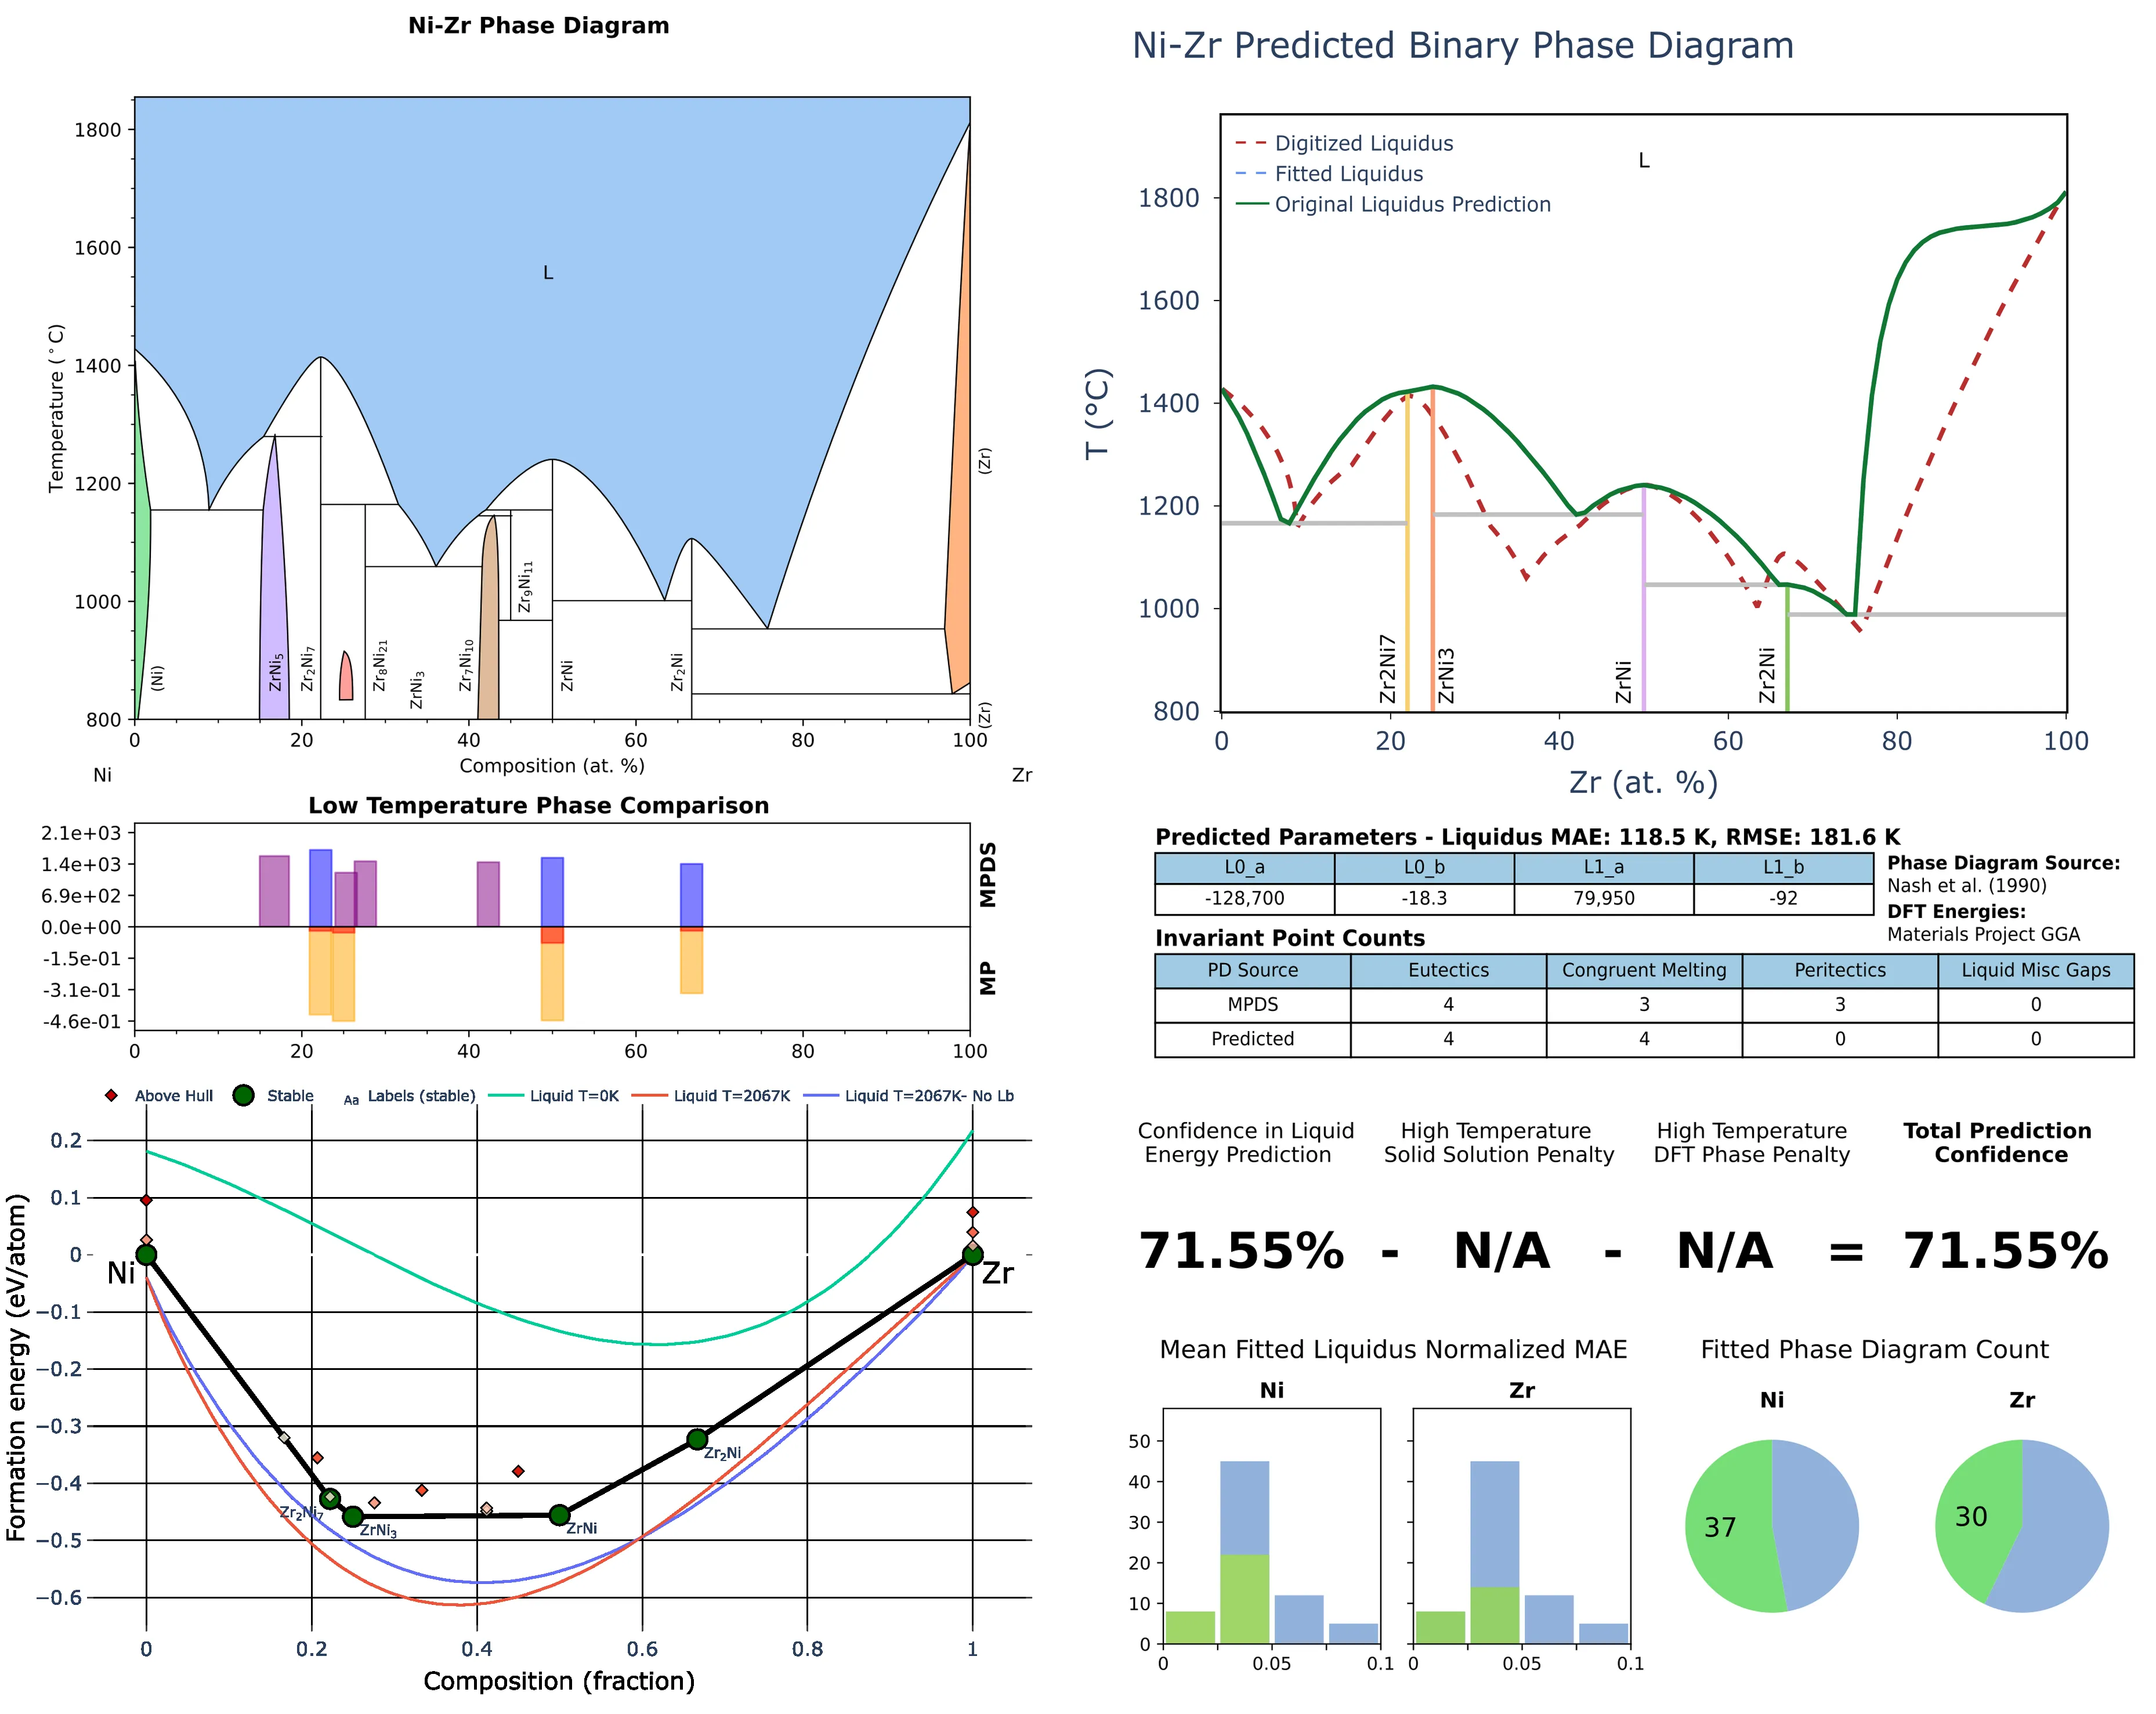 Ni-Zr Phase Diagram
1800
1600
1400
1200
1000
800
Temperature (°C)
L
(Ni)
ZrNi5
Zr2Ni7
Zr8Ni21
ZrNi3
Zr7Ni10
Zr9Ni11
ZrNi
Zr2Ni
(Zr)
(Zr)
0 20 40 60 80 100
Composition (at. %)
Ni Zr
Low Temperature Phase Comparison
2.1e+03
1.4e+03
6.9e+02
0.0e+00
-1.5e-01
-3.1e-01
-4.6e-01
MPDS
MP
0 20 40 60 80 100
Above Hull Stable Aa Labels (stable) Liquid T=0K Liquid T=2067K Liquid T=2067K- No Lb
0.2
0.1
0
−0.1
−0.2
−0.3
−0.4
−0.5
−0.6
Formation energy (eV/atom)
Ni
Zr2Ni7
ZrNi3
ZrNi
Zr2Ni
Zr
0 0.2 0.4 0.6 0.8 1
Composition (fraction)
Ni-Zr Predicted Binary Phase Diagram
Digitized Liquidus
Fitted Liquidus
Original Liquidus Prediction
L
1800
1600
1400
1200
1000
800
T (°C)
Zr2Ni7
ZrNi3
ZrNi
Zr2Ni
0 20 40 60 80 100
Zr (at. %)
Predicted Parameters - Liquidus MAE: 118.5 K, RMSE: 181.6 K
L0_a L0_b L1_a L1_b
-128,700 -18.3 79,950 -92
Phase Diagram Source:
Nash et al. (1990)
DFT Energies:
Materials Project GGA
Invariant Point Counts
PD Source Eutectics Congruent Melting Peritectics Liquid Misc Gaps
MPDS 4 3 3 0
Predicted 4 4 0 0
Confidence in Liquid
Energy Prediction
High Temperature
Solid Solution Penalty
High Temperature
DFT Phase Penalty
Total Prediction
Confidence
71.55% - N/A - N/A = 71.55%
Mean Fitted Liquidus Normalized MAE
Ni Zr
50
40
30
20
10
0
0 0.05 0.1
0 0.05 0.1
Fitted Phase Diagram Count
Ni Zr
37
30